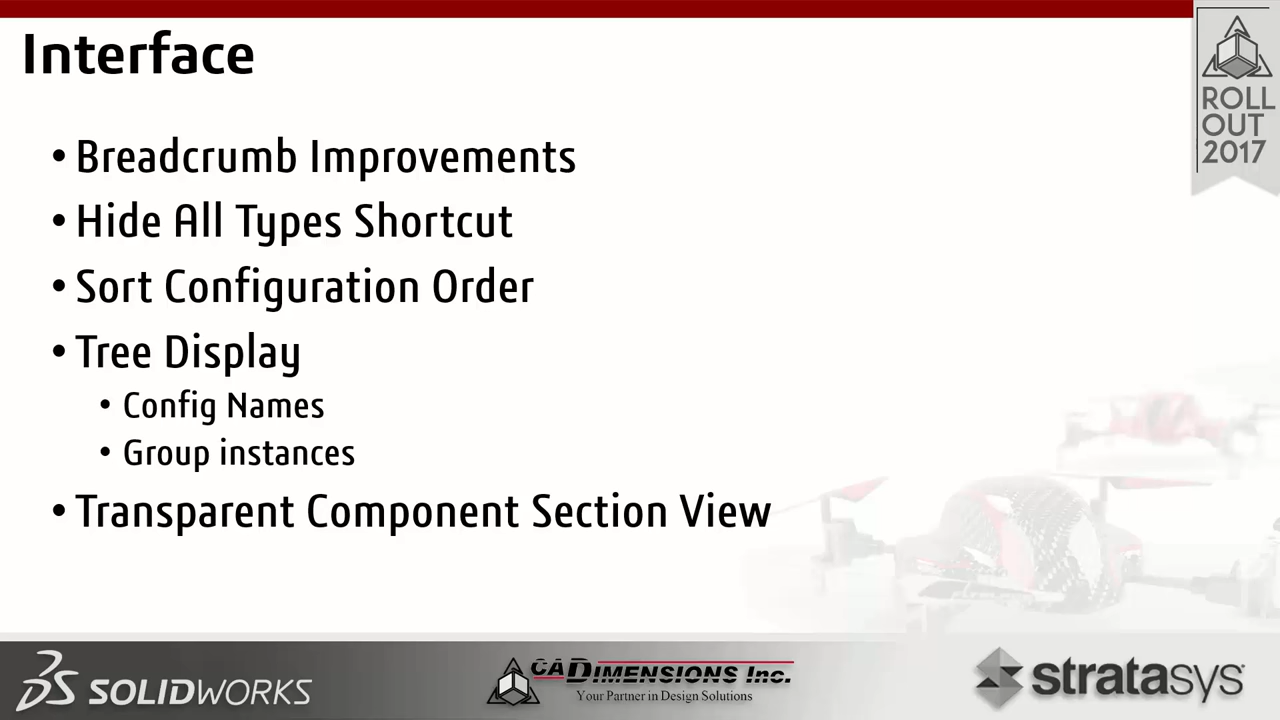 Interface
ROLL
OUT
2017
• Breadcrumb Improvements
• Hide All Types Shortcut
• Sort Configuration Order
• Tree Display
• Config Names
• Group instances
• Transparent Component Section View
3S SOLIDWORKS
CADIMENSIONS Inc.
Your Partner in Design Solutions
stratasys